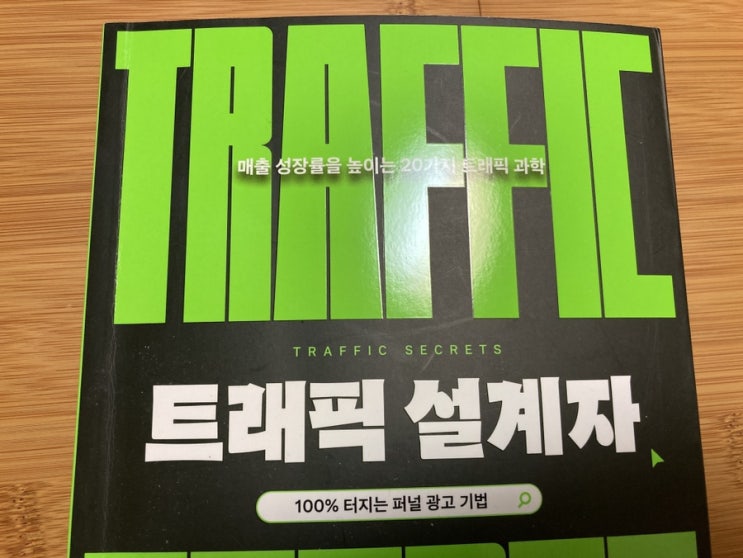 TRAFFIC
매출 성장률을 높이는 20가지 트래픽 과학
TRAFFIC SECRETS
트래픽 설계자
100% 터지는 퍼널 광고 기법